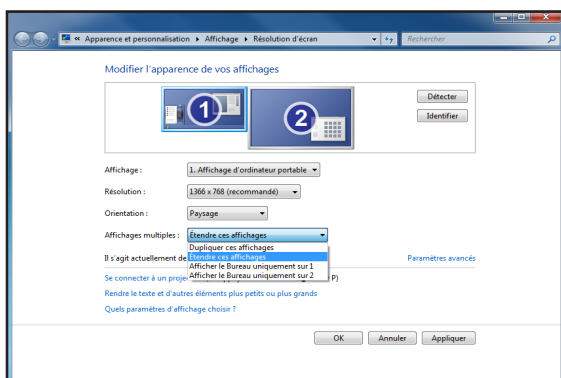 « Apparence et personnalisation ▸ Affichage ▸ Résolution d'écran
Rechercher
Modifier l'apparence de vos affichages
1
2
Détecter
Identifier
Affichage :
1. Affichage d'ordinateur portable
Résolution :
1366 x 768 (recommandé)
Orientation :
Paysage
Affichages multiples :
Étendre ces affichages
Dupliquer ces affichages
Il s'agit actuellement de
Étendre ces affichages
Paramètres avancés
Afficher le Bureau uniquement sur 1
Se connecter à un
Afficher le Bureau uniquement sur 2
P)
Rendre le texte et d'autres éléments plus petits ou plus grands
Quels paramètres d'affichage choisir ?
OK
Annuler
Appliquer